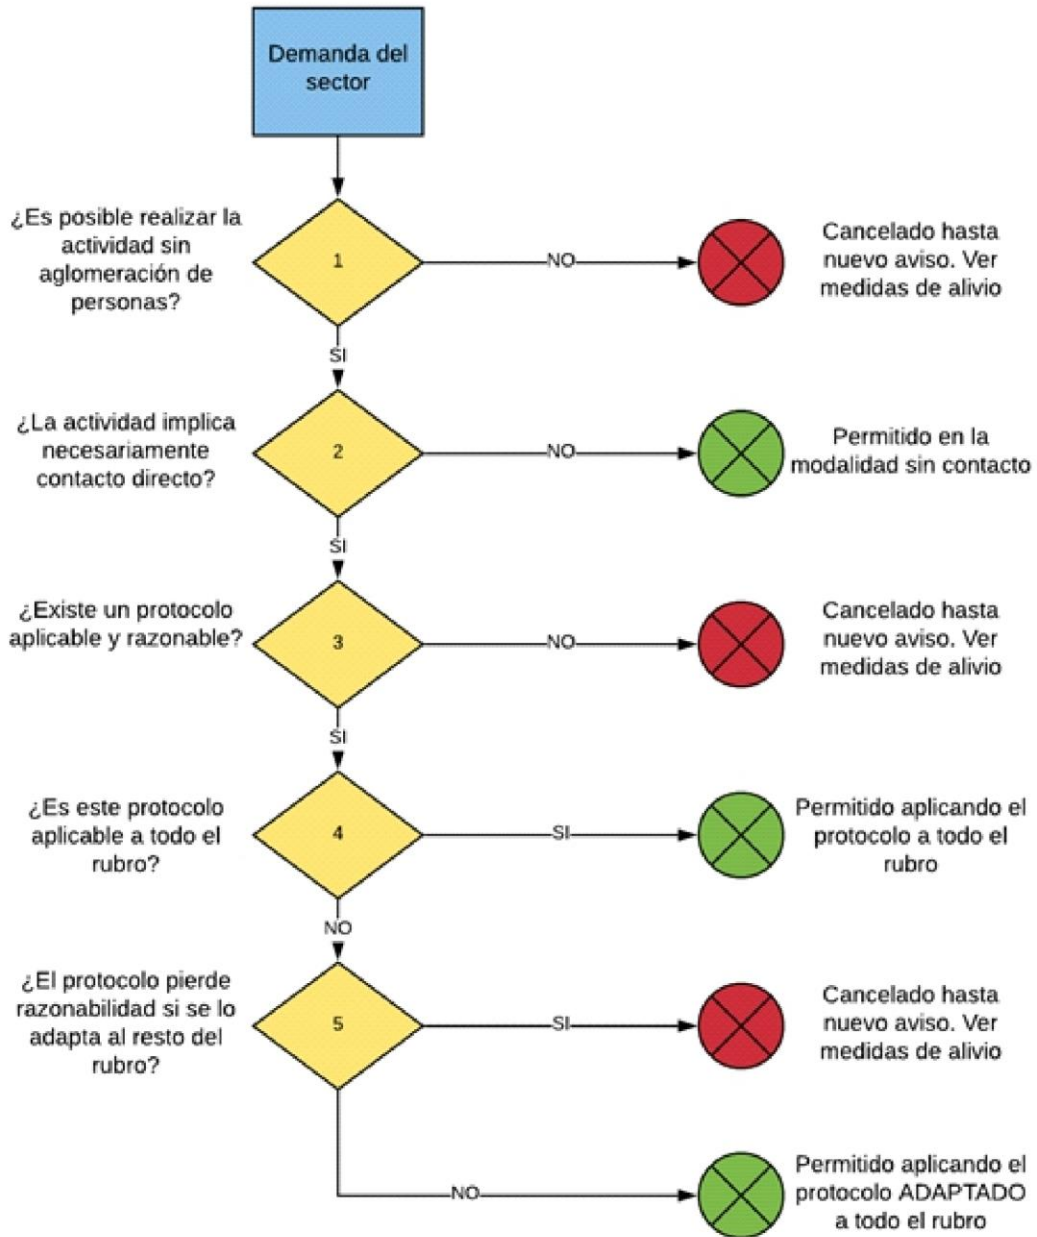 Demanda del
sector
¿Es posible realizar la
actividad sin
aglomeración de
personas?
1
NO
Cancelado hasta
nuevo aviso. Ver
medidas de alivio
SI
¿La actividad implica
necesariamente
contacto directo?
2
NO
Permitido en la
modalidad sin contacto
SI
¿Existe un protocolo
aplicable y razonable?
3
NO
Cancelado hasta
nuevo aviso. Ver
medidas de alivio
SI
¿Es este protocolo
aplicable a todo el
rubro?
4
SI
Permitido aplicando el
protocolo a todo el
rubro
NO
¿El protocolo pierde
razonabilidad si se lo
adapta al resto del
rubro?
5
SI
Cancelado hasta
nuevo aviso. Ver
medidas de alivio
NO
Permitido aplicando el
protocolo ADAPTADO
a todo el rubro